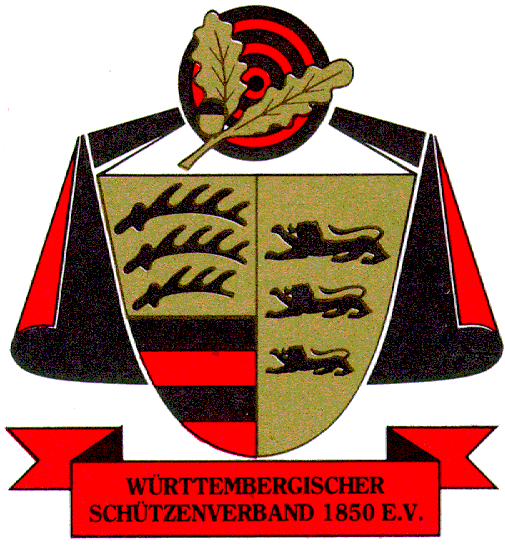 WÜRTTEMBERGISCHER
SCHÜTZENVERBAND 1850 E.V.